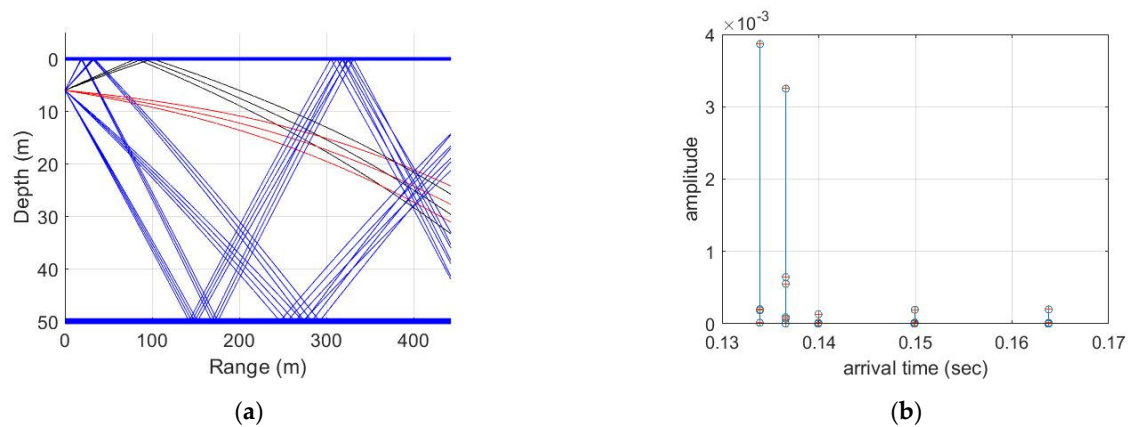 0
10
20
30
40
50
Depth (m)
0 100 200 300 400
Range (m)
(a)
×10⁻³
4
3
2
1
0
amplitude
0.13 0.14 0.15 0.16 0.17
arrival time (sec)
(b)